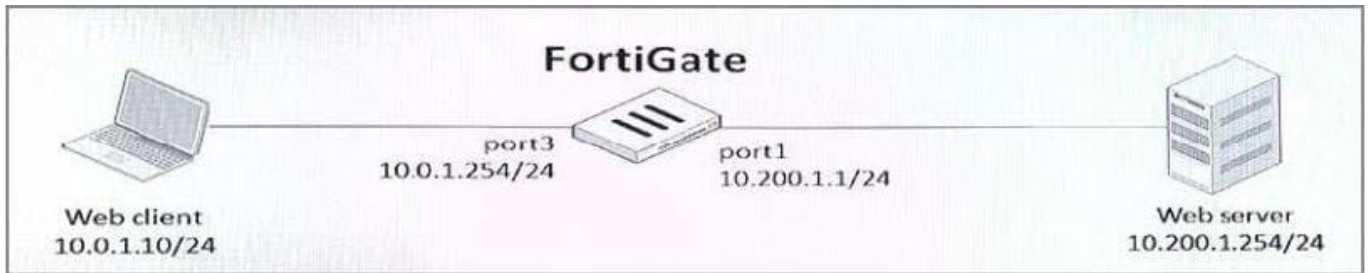 FortiGate
port3
10.0.1.254/24
port1
10.200.1.1/24
Web client
10.0.1.10/24
Web server
10.200.1.254/24